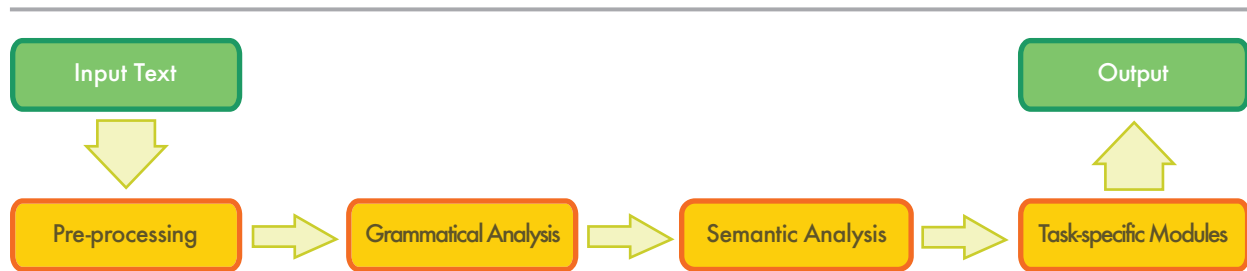 Input Text
Output
Pre-processing
Grammatical Analysis
Semantic Analysis
Task-specific Modules